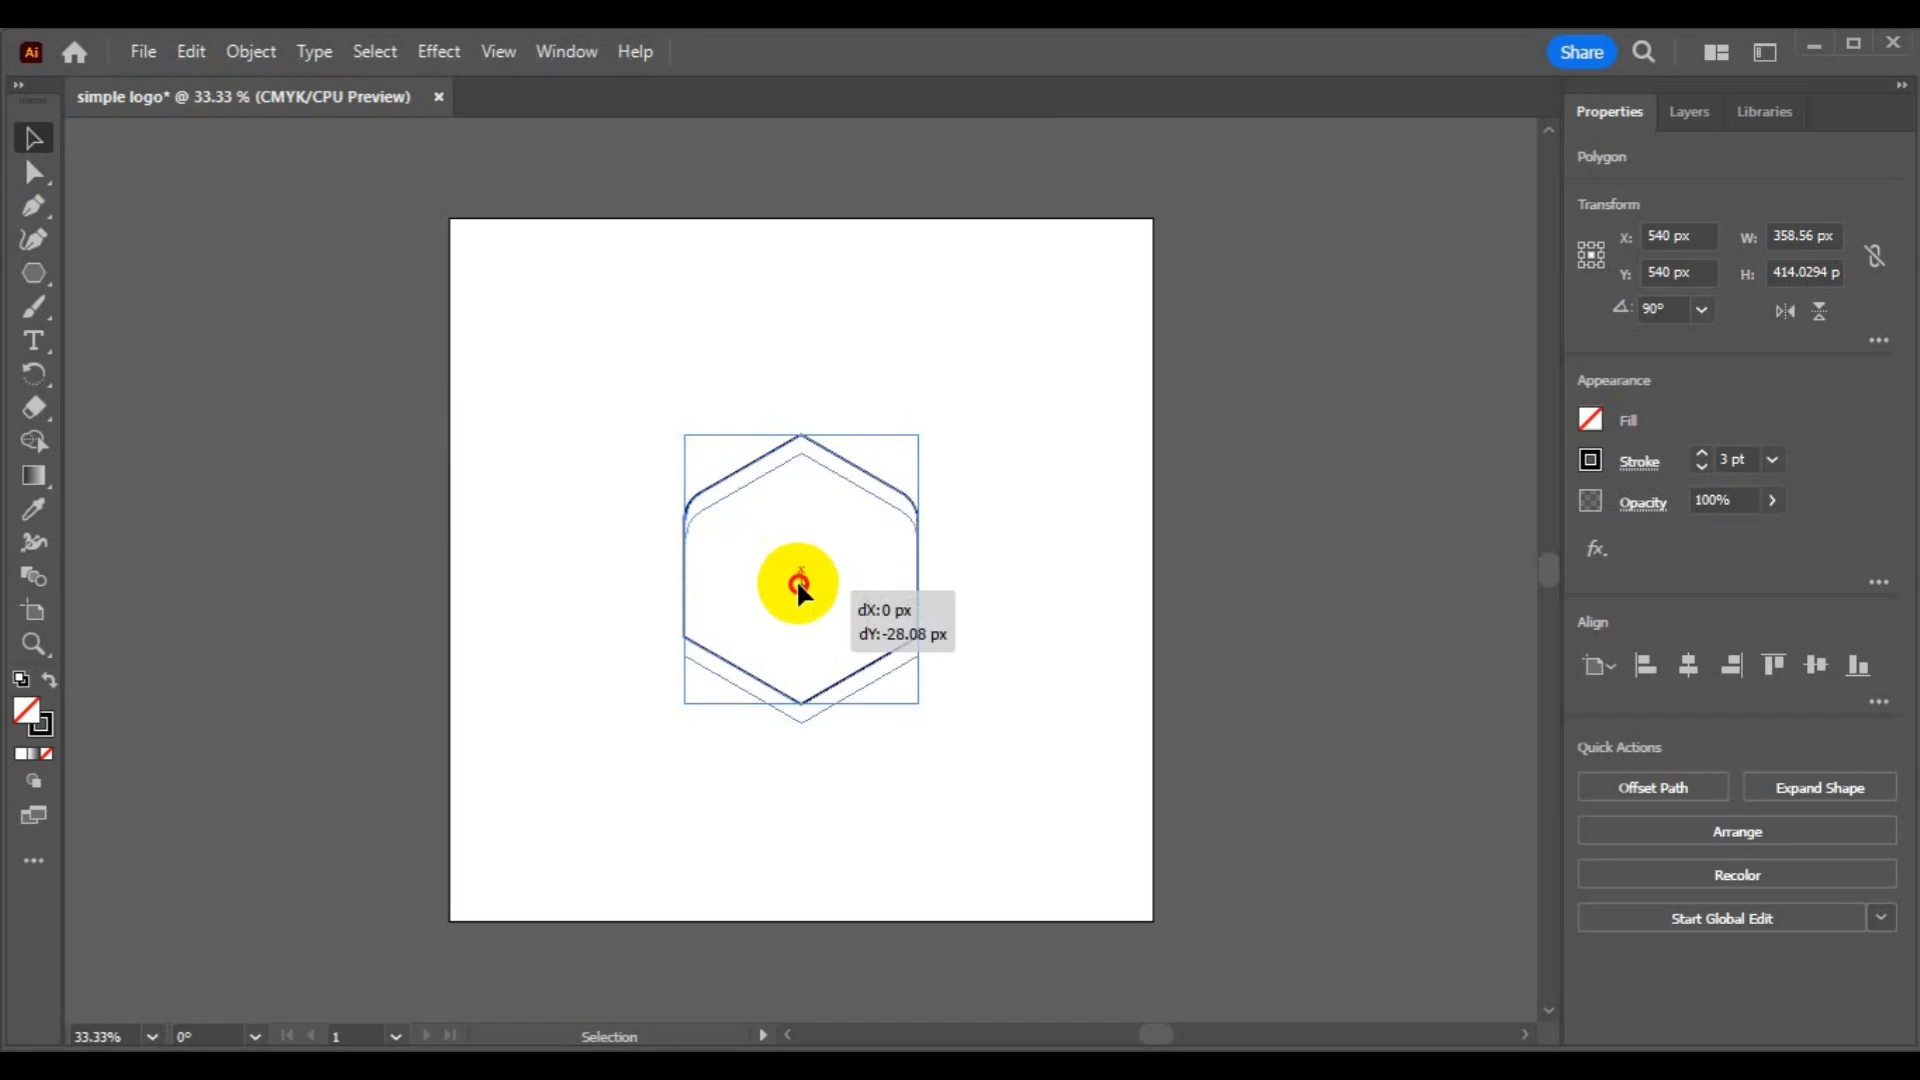 Ai File Edit Object Type Select Effect View Window Help Share
simple logo* @ 33.33 % (CMYK/CPU Preview) ×
Properties Layers Libraries
Polygon
Transform
X: 540 px W: 358.56 px
Y: 540 px H: 414.0294 p
90°
Appearance
Fill
Stroke 3 pt
Opacity 100%
fx.
dX:0 px
dY:-28.08 px
Align
Quick Actions
Offset Path Expand Shape
Arrange
Recolor
Start Global Edit
33.33% 0° 1 Selection